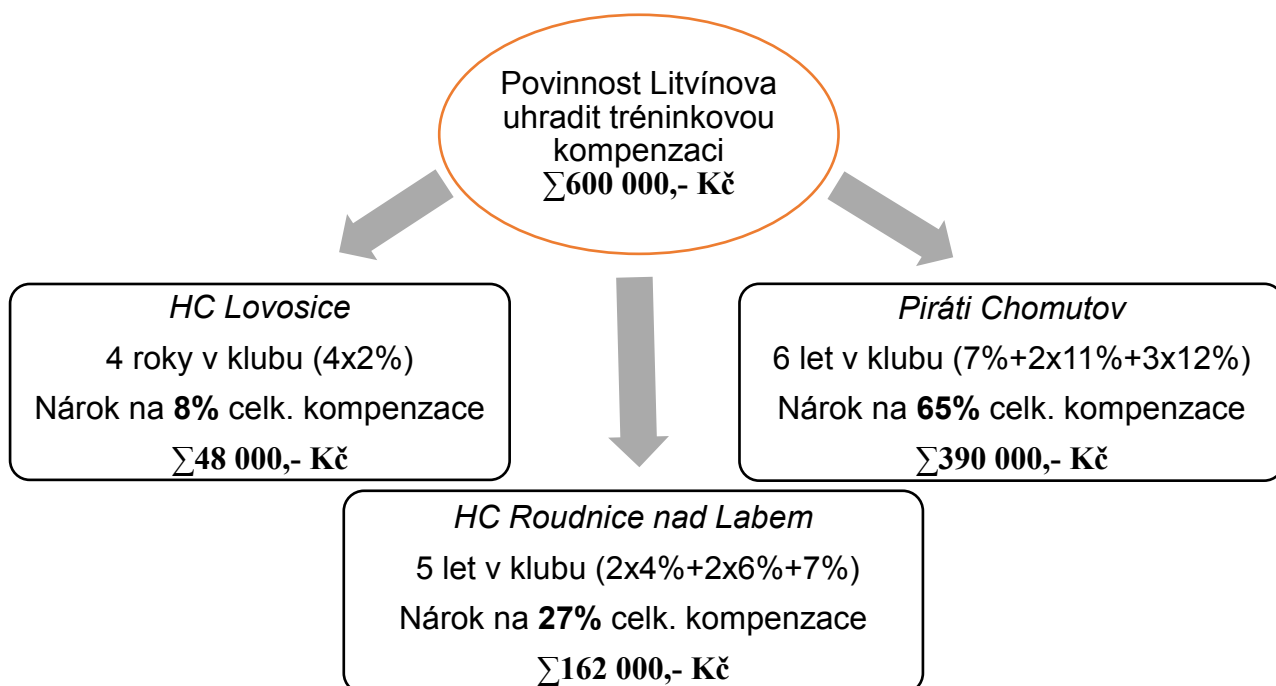 Povinnost Litvínova
uhradit tréninkovou
kompenzaci
∑600 000,- Kč
HC Lovosice
4 roky v klubu (4x2%)
Nárok na 8% celk. kompenzace
∑48 000,- Kč
Piráti Chomutov
6 let v klubu (7%+2x11%+3x12%)
Nárok na 65% celk. kompenzace
∑390 000,- Kč
HC Roudnice nad Labem
5 let v klubu (2x4%+2x6%+7%)
Nárok na 27% celk. kompenzace
∑162 000,- Kč